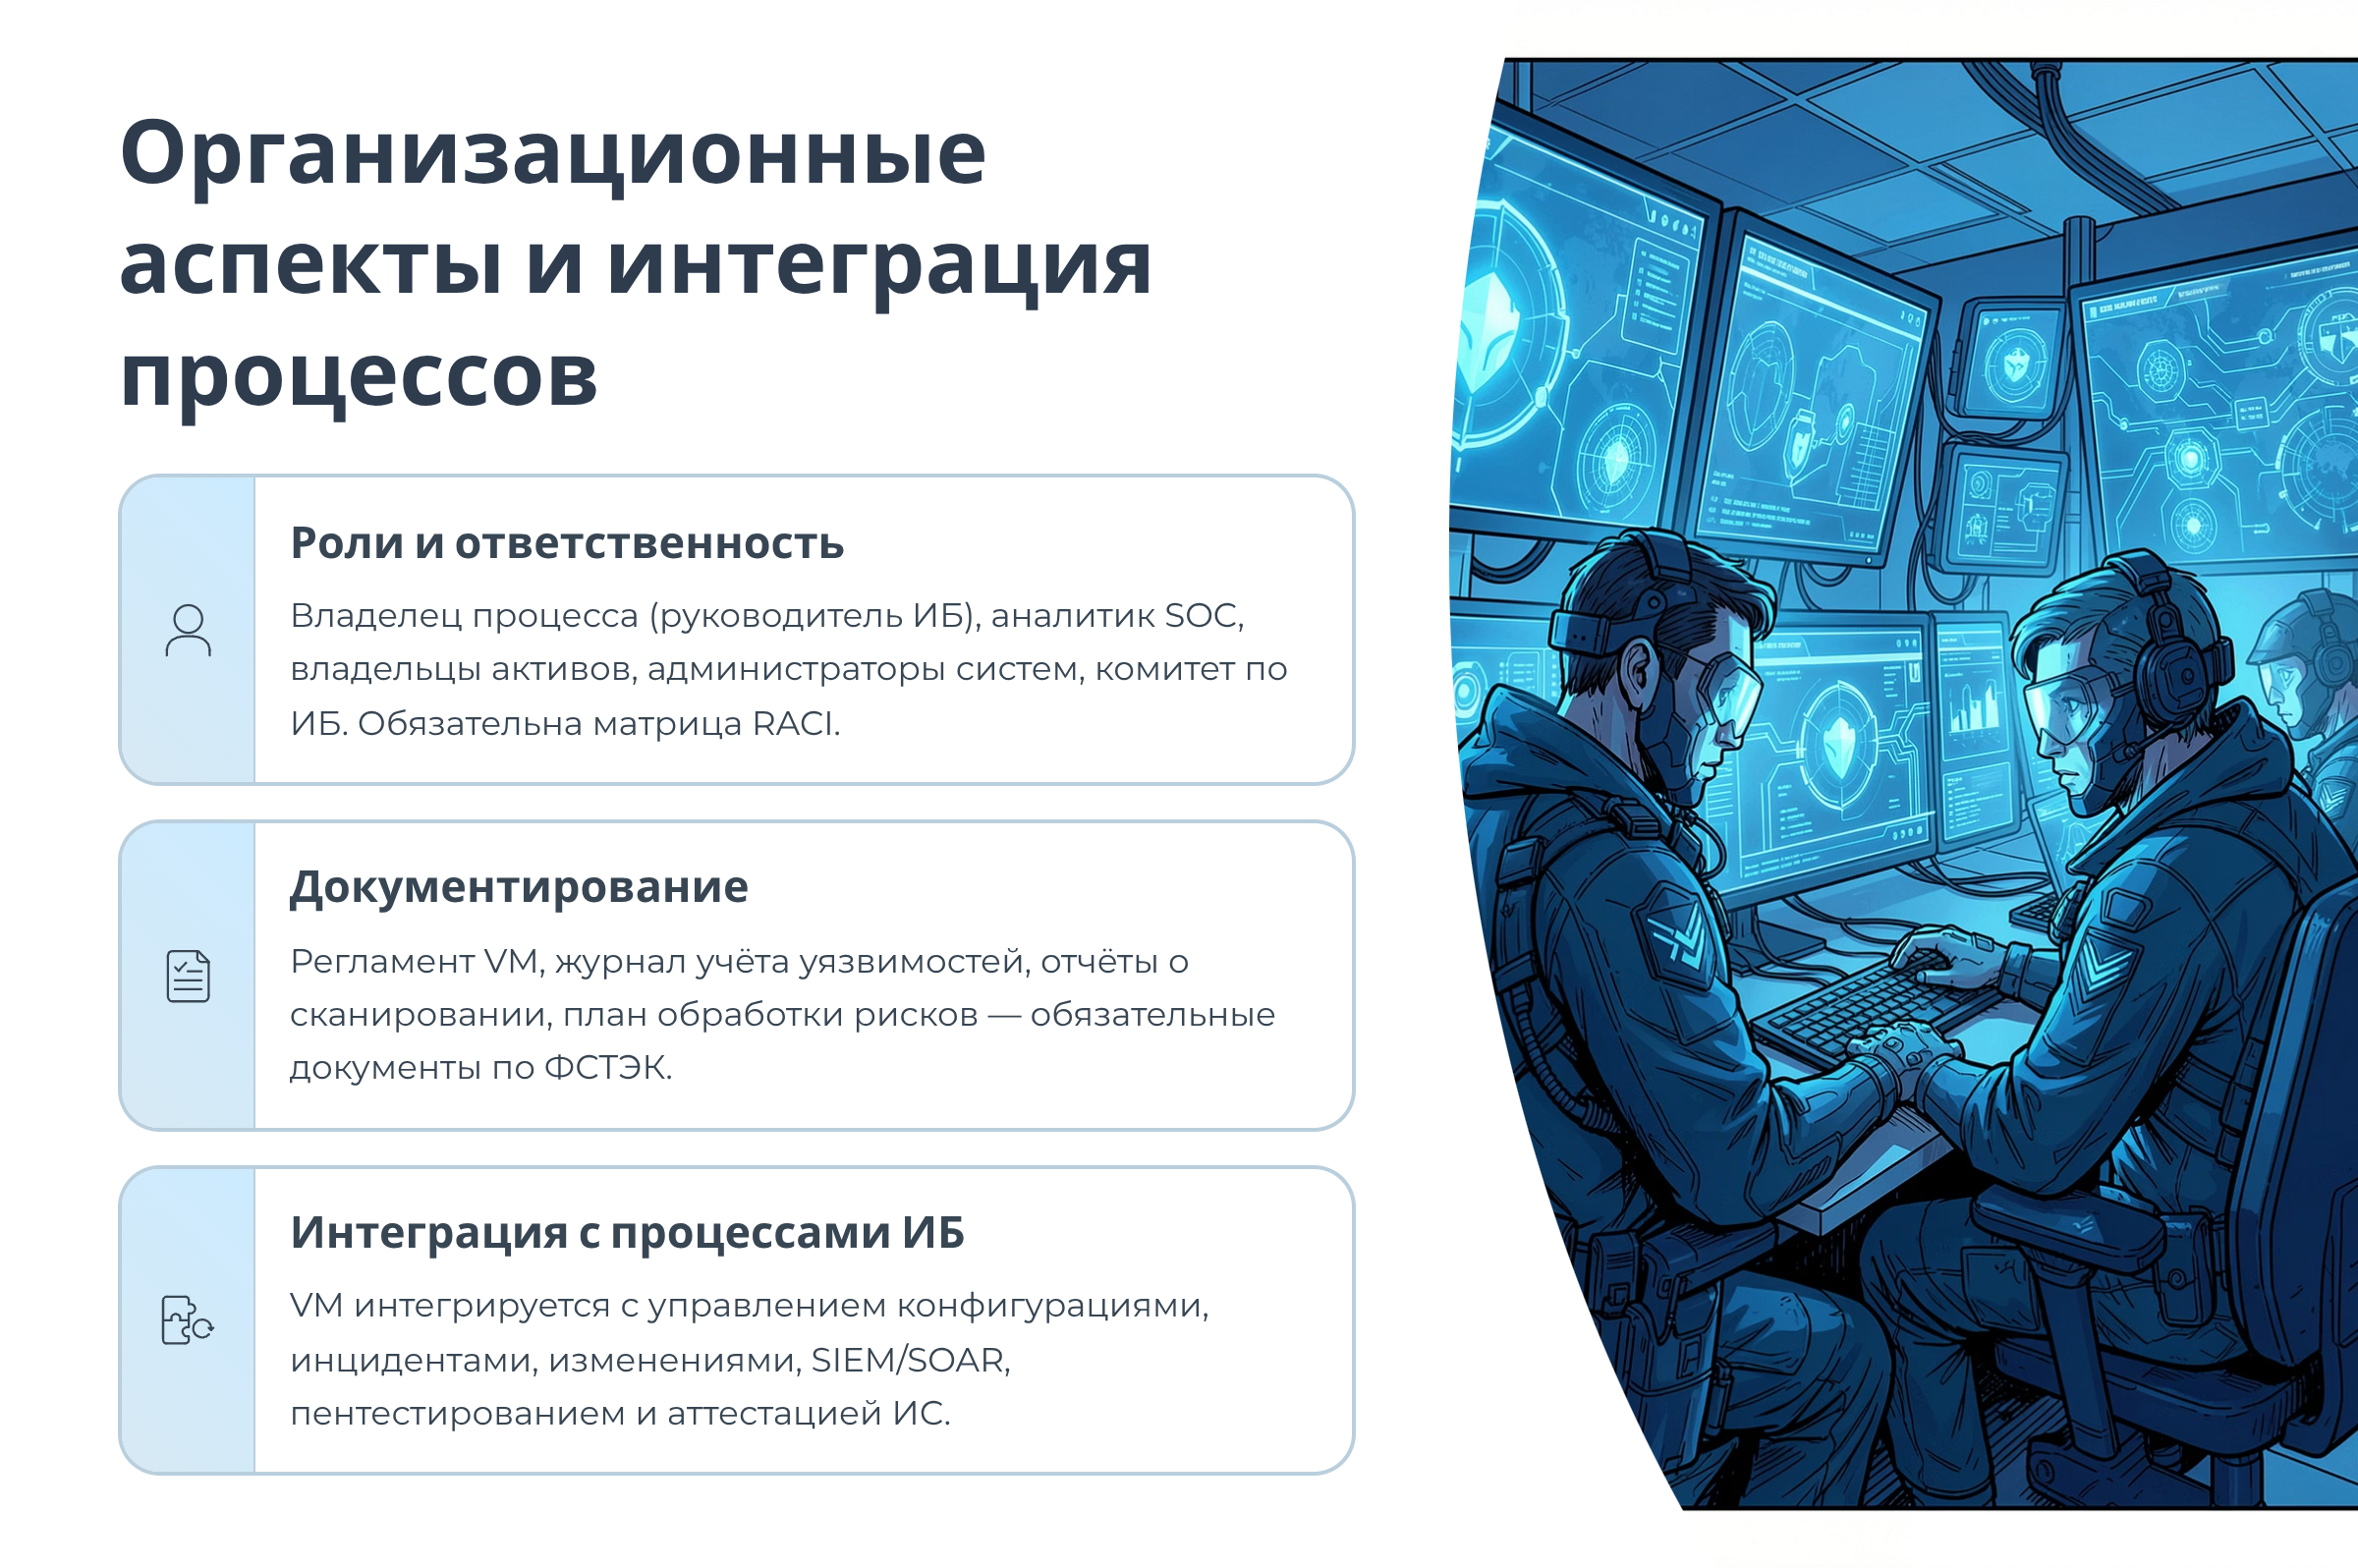 Организационные
аспекты и интеграция
процессов
Роли и ответственность
Владелец процесса (руководитель ИБ), аналитик SOC,
владельцы активов, администраторы систем, комитет по
ИБ. Обязательна матрица RACI.
Документирование
Регламент VM, журнал учёта уязвимостей, отчёты о
сканировании, план обработки рисков — обязательные
документы по ФСТЭК.
Интеграция с процессами ИБ
VM интегрируется с управлением конфигурациями,
инцидентами, изменениями, SIEM/SOAR,
пентестированием и аттестацией ИС.